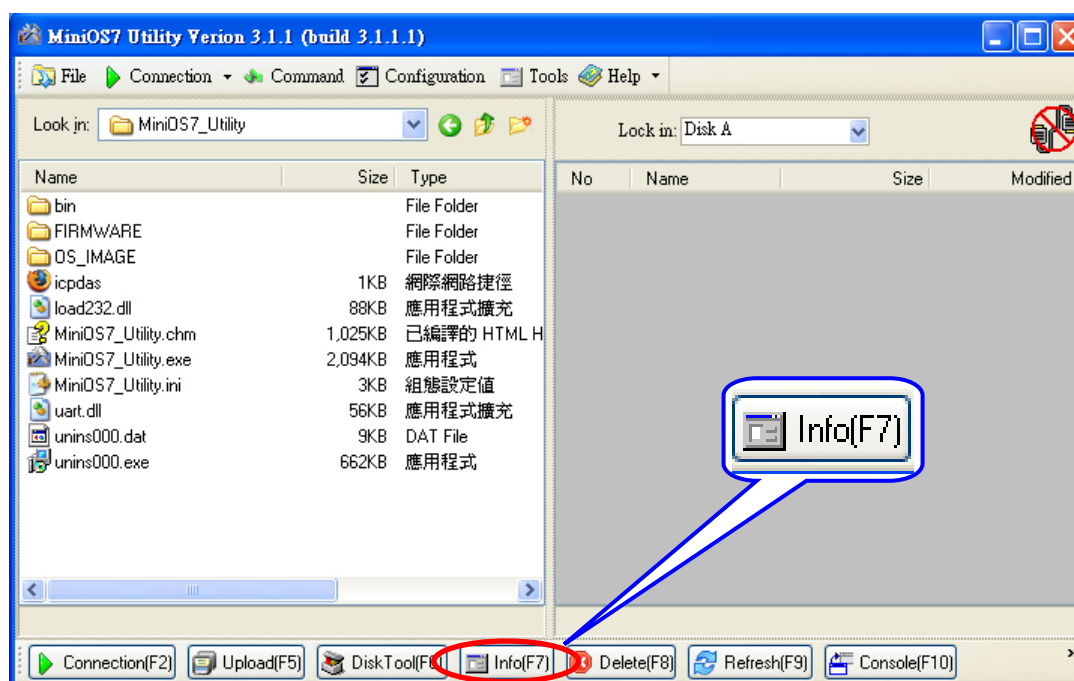 MiniOS7 Utility Verion 3.1.1 (build 3.1.1.1)
File Connection Command Configuration Tools Help
Look in: MiniOS7_Utility
Lock in: Disk A
Name Size Type
No Name Size Modified
bin File Folder
FIRMWARE File Folder
OS_IMAGE File Folder
icpdas 1KB 網際網路捷徑
load232.dll 88KB 應用程式擴充
MiniOS7_Utility.chm 1,025KB 已編譯的 HTML H
MiniOS7_Utility.exe 2,094KB 應用程式
MiniOS7_Utility.ini 3KB 組態設定值
uart.dll 56KB 應用程式擴充
unins000.dat 9KB DAT File
unins000.exe 662KB 應用程式
Info(F7)
Connection(F2) Upload(F5) DiskTool(F6) Info(F7) Delete(F8) Refresh(F9) Console(F10)